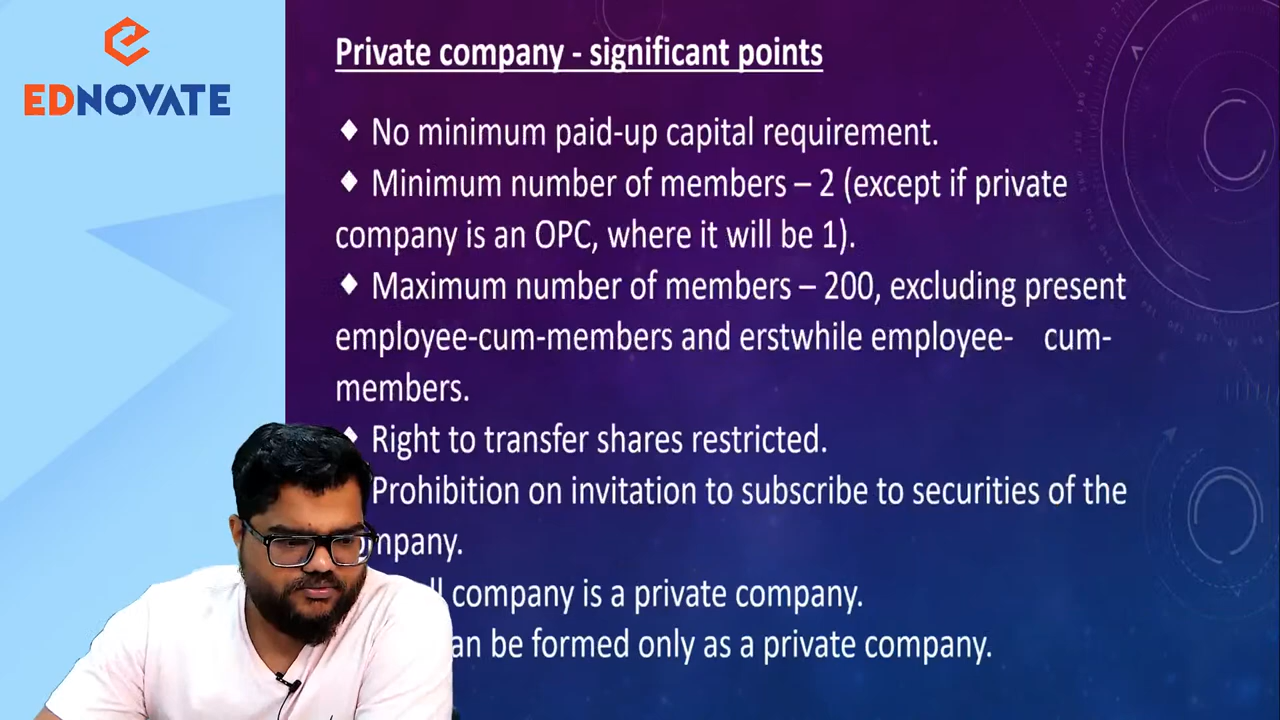 EDNOVATE
Private company - significant points
♦ No minimum paid-up capital requirement.
♦ Minimum number of members – 2 (except if private
company is an OPC, where it will be 1).
♦ Maximum number of members – 200, excluding present
employee-cum-members and erstwhile employee- cum-
members.
♦ Right to transfer shares restricted.
Prohibition on invitation to subscribe to securities of the
mpany.
company is a private company.
an be formed only as a private company.